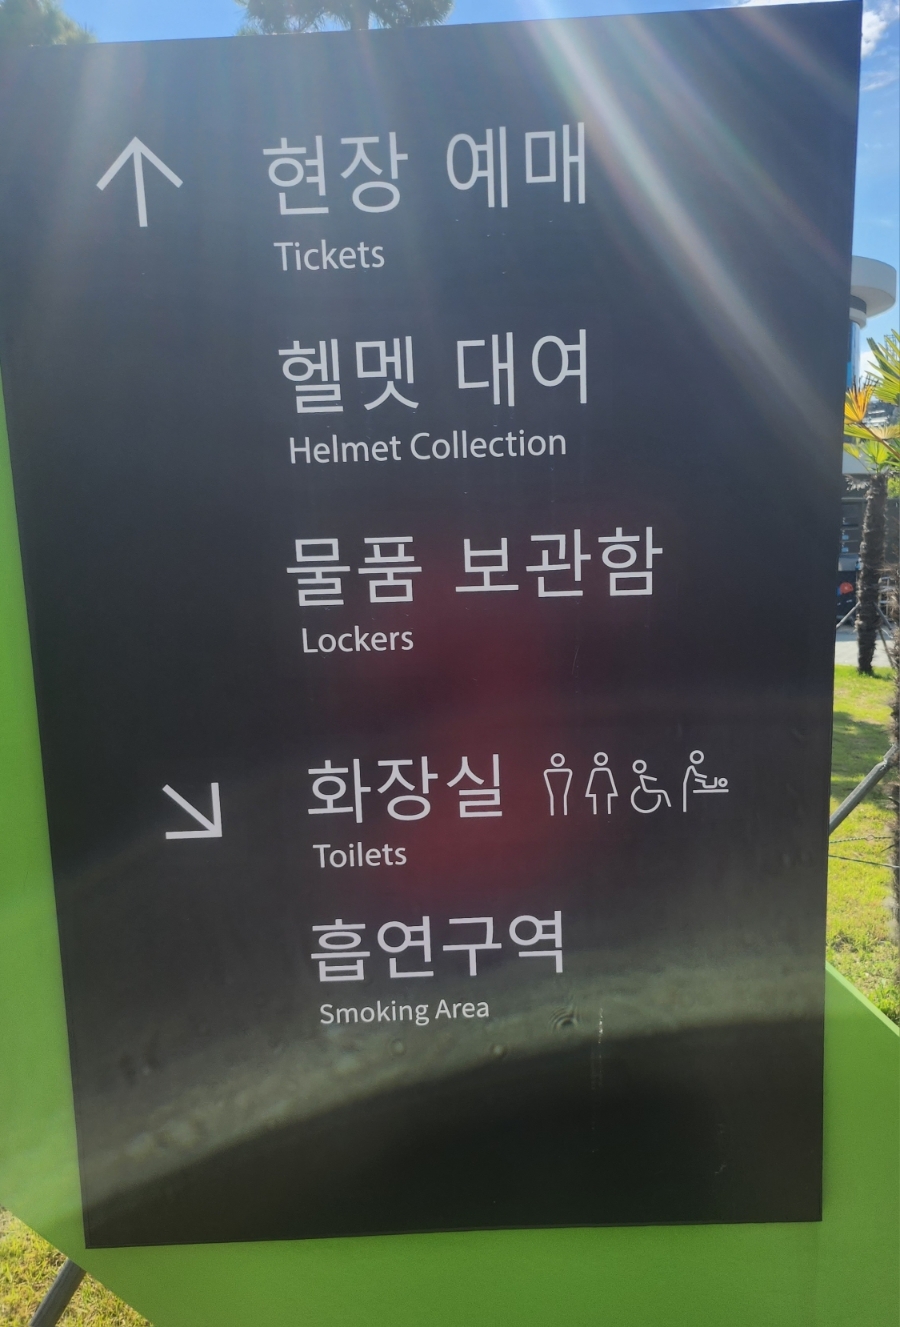 현장 예매
Tickets
헬멧 대여
Helmet Collection
물품 보관함
Lockers
화장실
Toilets
흡연구역
Smoking Area